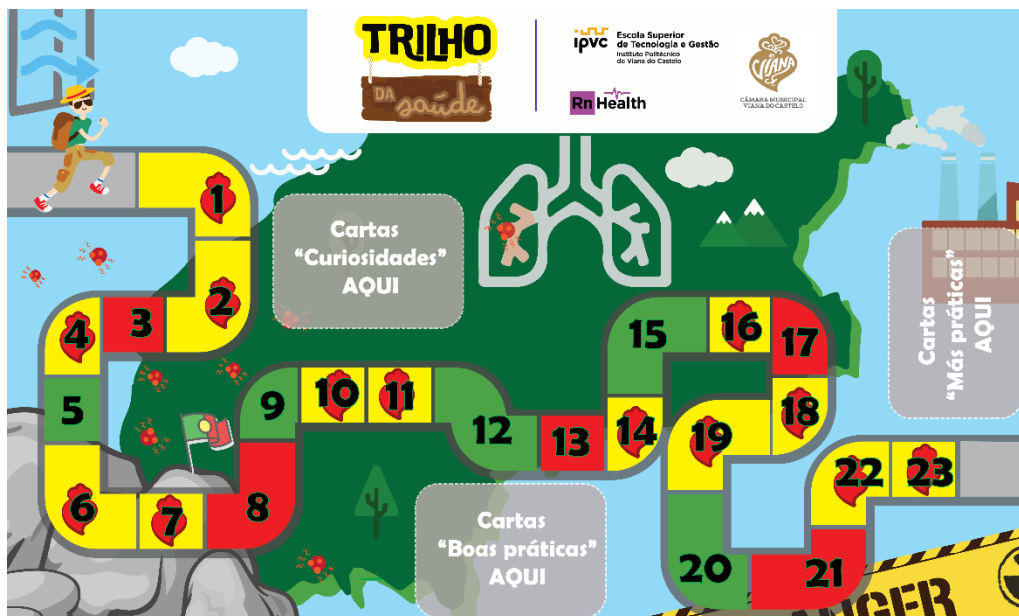 TRILHO
DA
saúde
ipvc
Escola Superior
de Tecnologia e Gestão
Instituto Politécnico
de Viana do Castelo
Rn Health
VIANA
CÂMARA MUNICIPAL
VIANA DO CASTELO
1
Cartas
“Curiosidades”
AQUI
2
3
4
5
6
7
8
9
10
11
12
13
14
15
16
17
18
19
20
21
22
23
Cartas
“Más práticas”
AQUI
Cartas
“Boas práticas”
AQUI